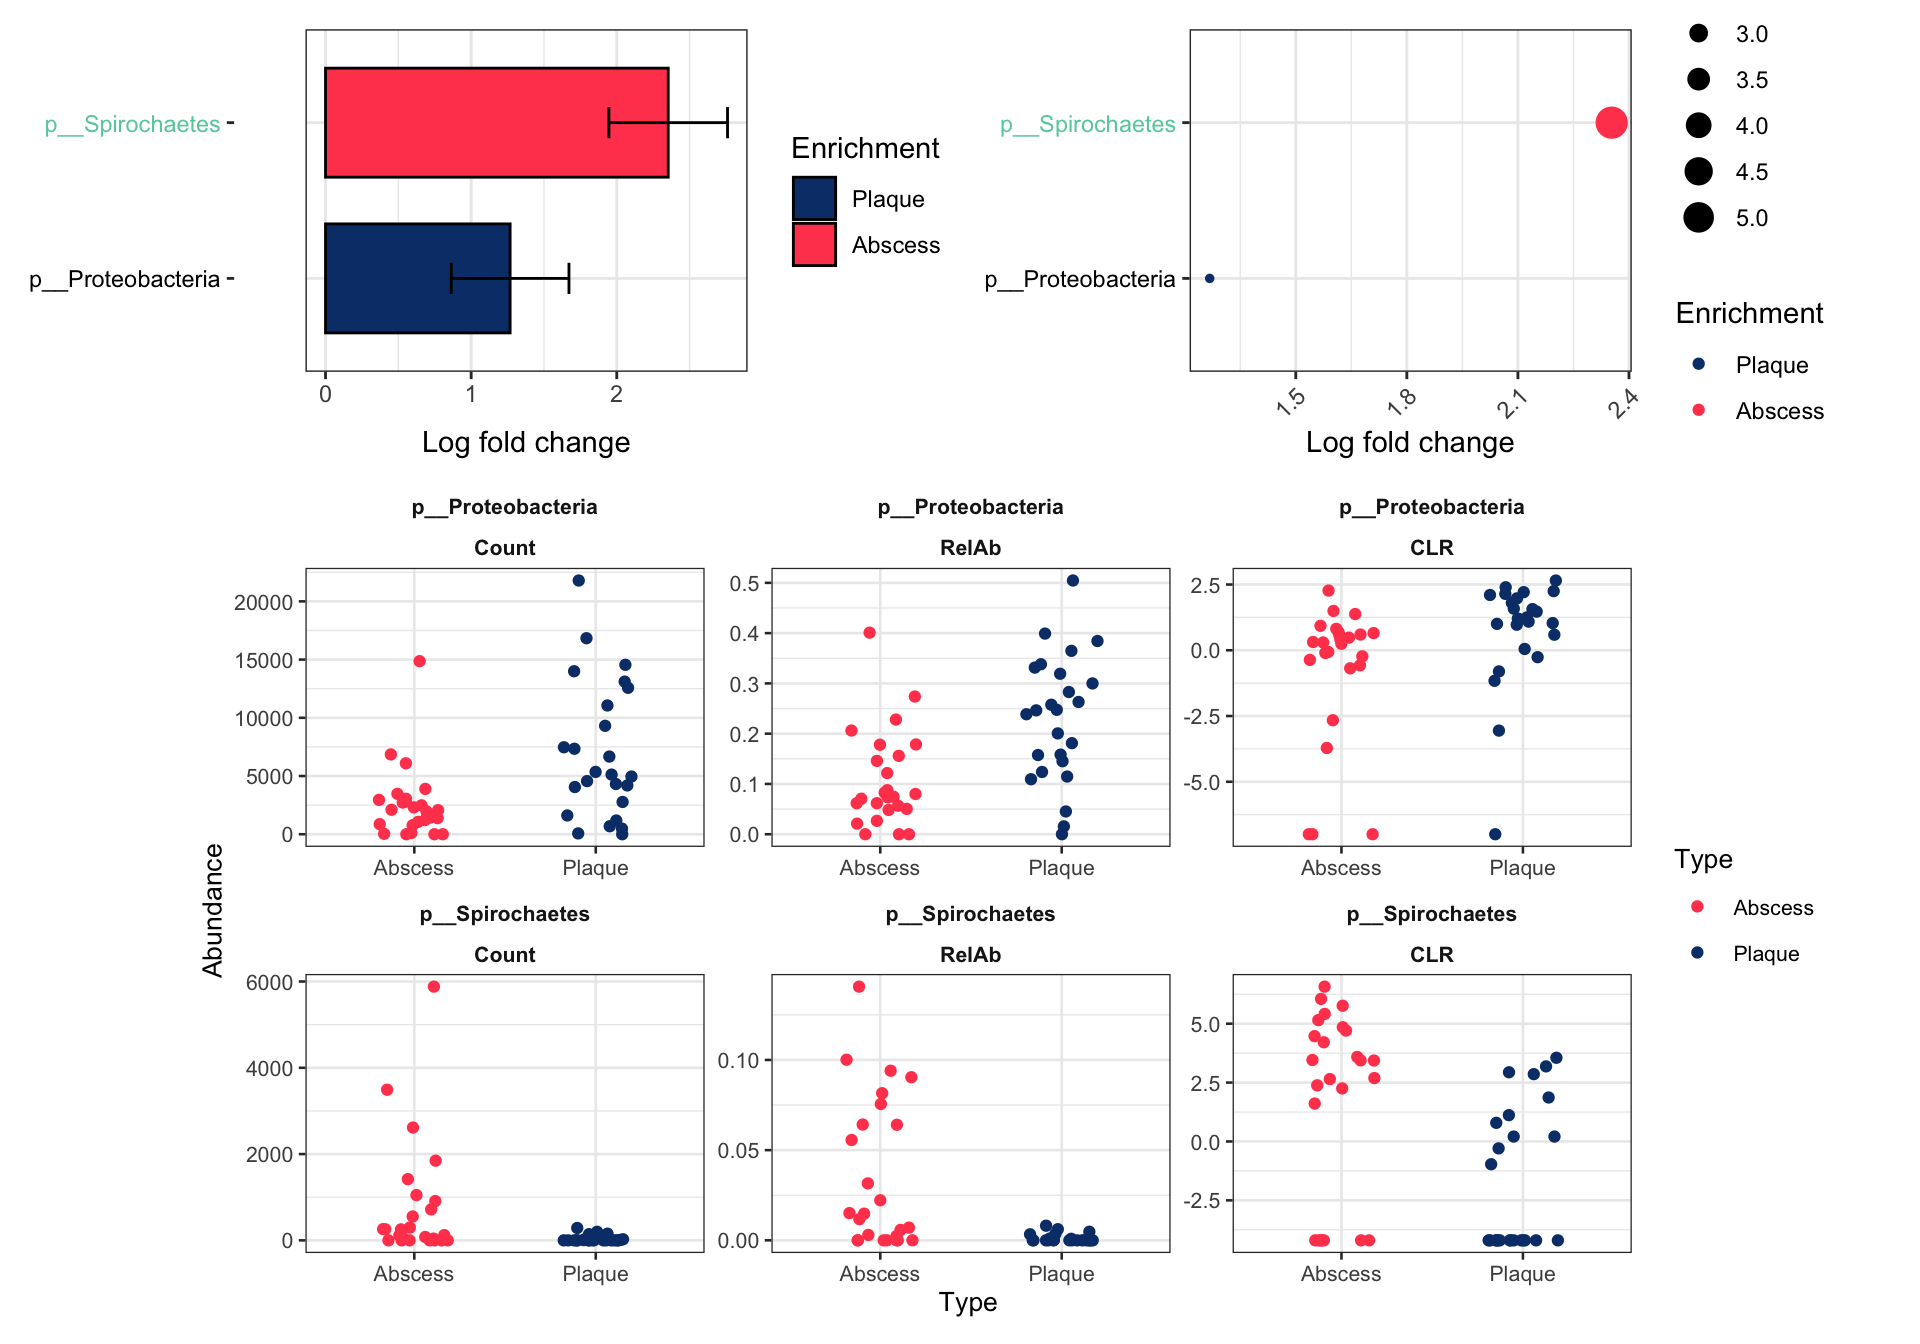 p__Spirochaetes
p__Proteobacteria
0 1 2
Log fold change
Enrichment
Plaque
Abscess
p__Spirochaetes
p__Proteobacteria
1.5 1.8 2.1 2.4
Log fold change
3.0
3.5
4.0
4.5
5.0
Enrichment
Plaque
Abscess
Abundance
p__Proteobacteria
Count
20000
15000
10000
5000
0
Abscess Plaque
p__Proteobacteria
RelAb
0.5
0.4
0.3
0.2
0.1
0.0
Abscess Plaque
p__Proteobacteria
CLR
2.5
0.0
-2.5
-5.0
Abscess Plaque
p__Spirochaetes
Count
6000
4000
2000
0
Abscess Plaque
p__Spirochaetes
RelAb
0.10
0.05
0.00
Abscess Plaque
p__Spirochaetes
CLR
5.0
2.5
0.0
-2.5
Abscess Plaque
Type
Type
Abscess
Plaque